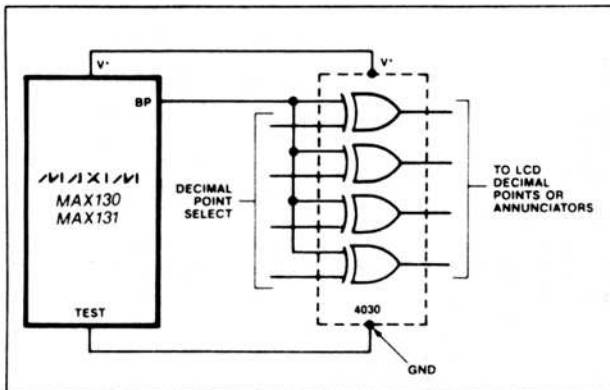 V+
V+
BP
MAXIM
MAX130
MAX131
DECIMAL
POINT
SELECT
TO LCD
DECIMAL
POINTS OR
ANNUNCIATORS
TEST
4030
GND